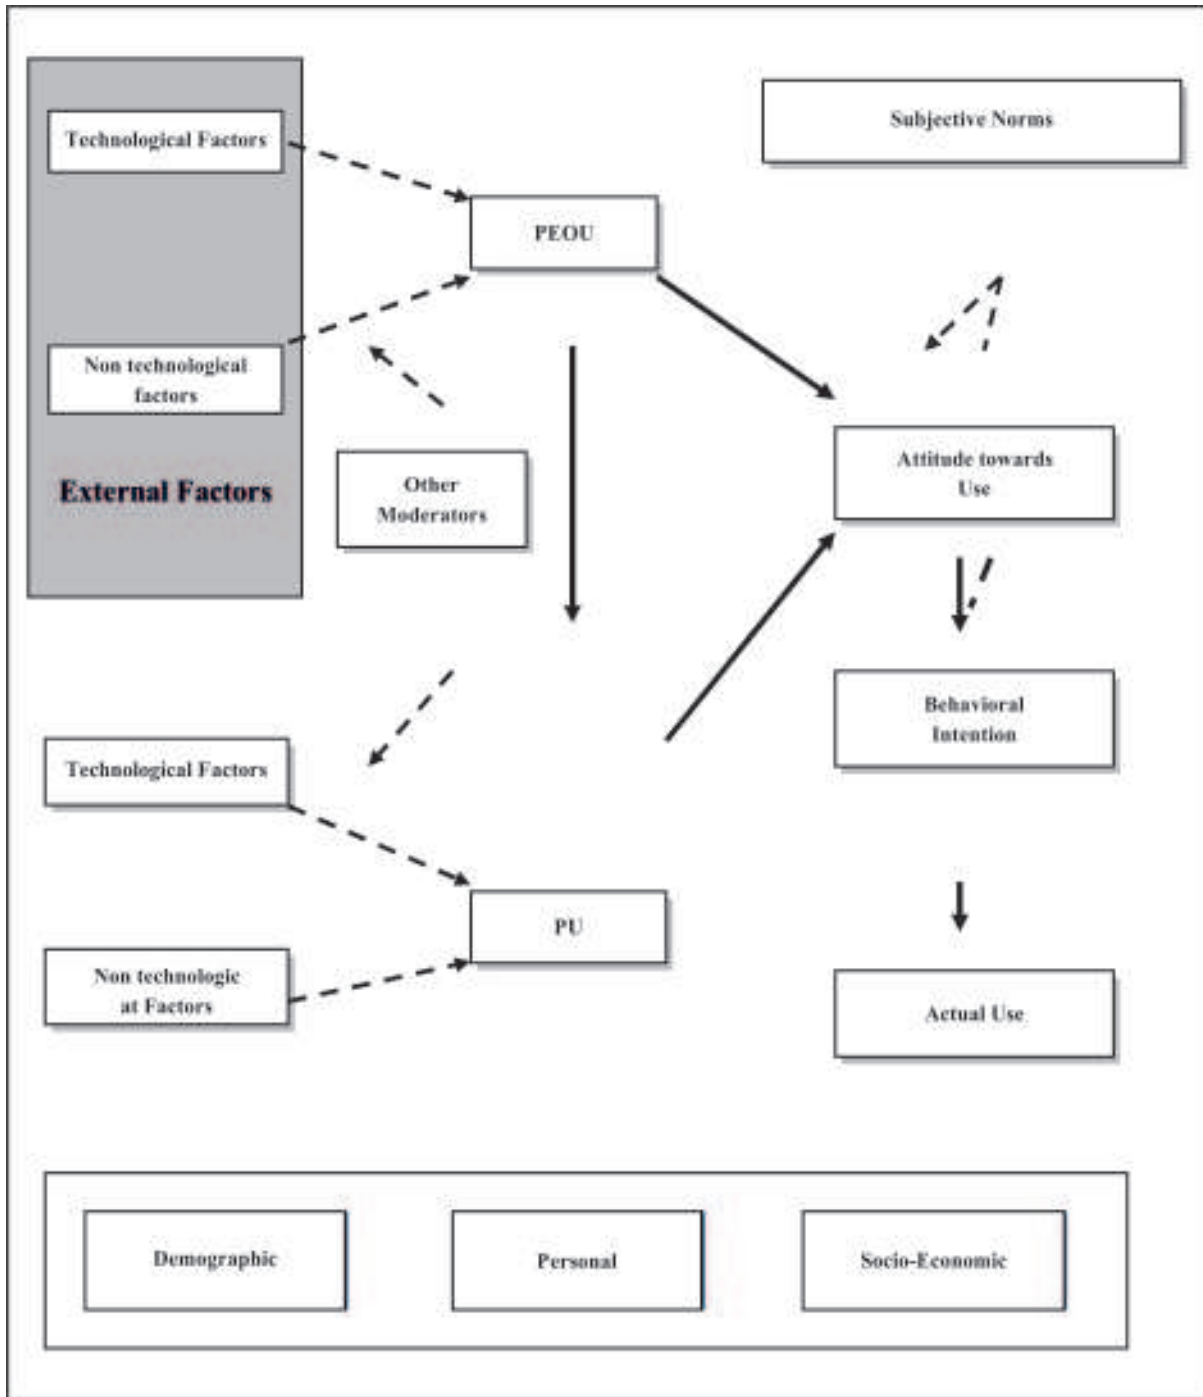 Technological Factors
Subjective Norms
PEOU
Non technological
factors
External Factors
Other
Moderators
Attitude towards
Use
Behavioral
Intention
Technological Factors
PU
Non technologic
at Factors
Actual Use
Demographic
Personal
Socio-Economic